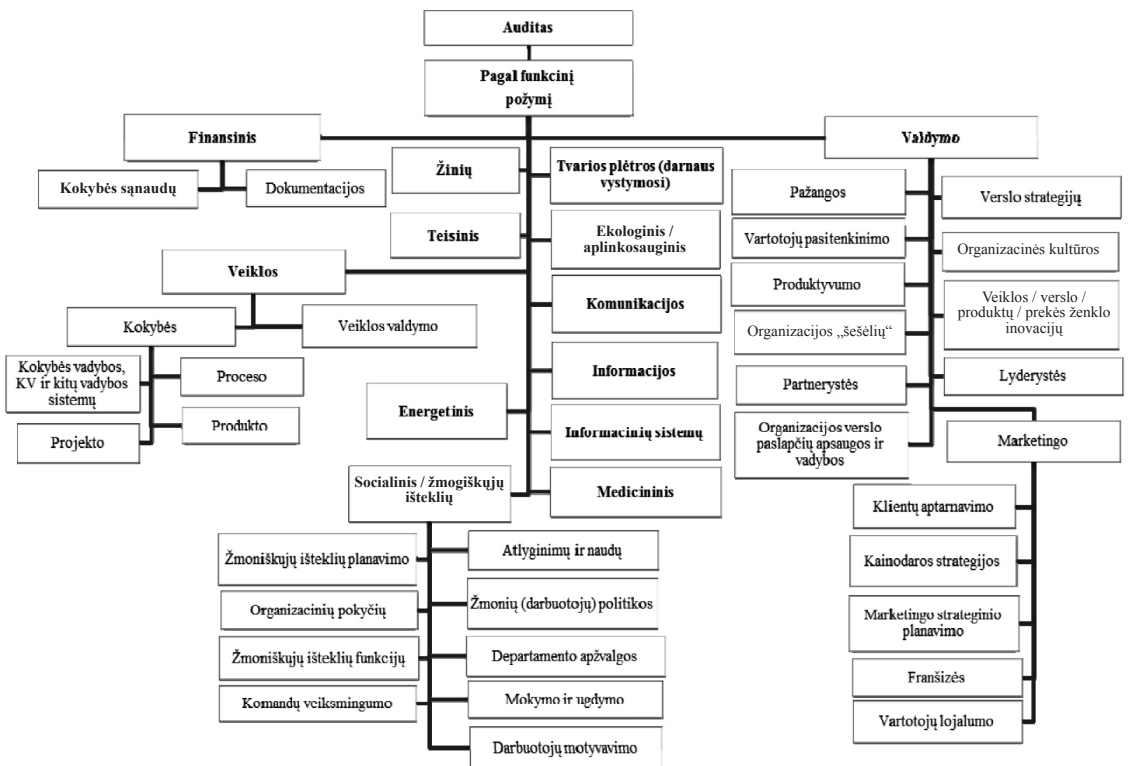 Auditas
Pagal funkcinį
požymį
Finansinis
Valdymo
Kokybės sąnaudų
Dokumentacijos
Žinių
Tvarios plėtros (darnaus
vystymosi)
Teisinis
Ekologinis /
aplinkosauginis
Veiklos
Komunikacijos
Kokybės
Veiklos valdymo
Kokybės vadybos,
KV ir kitų vadybos
sistemų
Proceso
Projekto
Produkto
Informacijos
Energetinis
Informacinių sistemų
Socialinis / žmogiškųjų
išteklių
Medicininis
Žmoniškųjų išteklių planavimo
Atlyginimų ir naudų
Organizacinių pokyčių
Žmonių (darbuotojų) politikos
Žmoniškųjų išteklių funkcijų
Departamento apžvalgos
Komandų veiksmingumo
Mokymo ir ugdymo
Darbuotojų motyvavimo
Pažangos
Verslo strategijų
Vartotojų pasitenkinimo
Organizacinės kultūros
Produktyvumo
Veiklos / verslo /
produktų / prekės ženklo
inovacijų
Organizacijos „šešėlių“
Partnerystės
Lyderystės
Organizacijos verslo
paslapčių apsaugos ir
vadybos
Marketingo
Klientų aptarnavimo
Kainodaros strategijos
Marketingo strateginio
planavimo
Franšizės
Vartotojų lojalumo